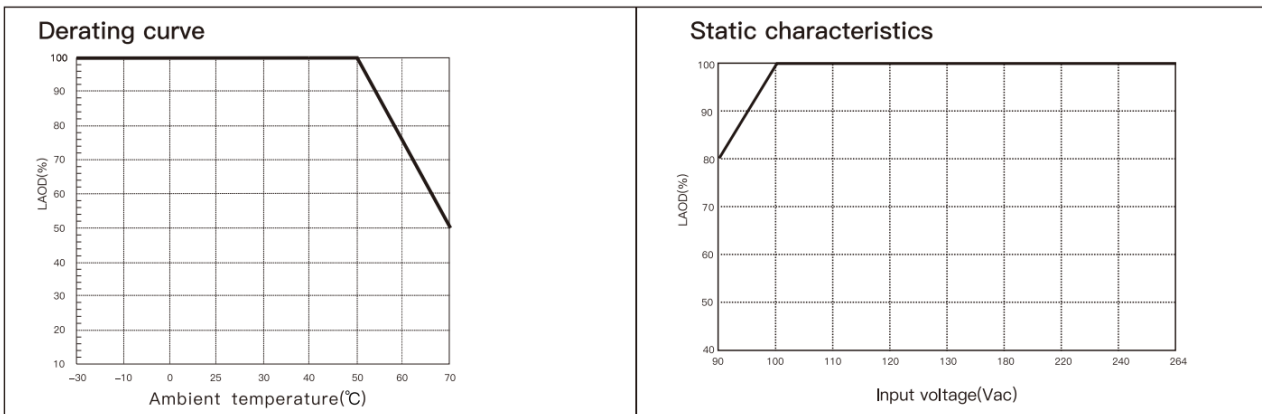 Derating curve
100
90
80
70
60
50
40
30
20
10
LAOD(%)
-30 -10 0 25 30 40 50 60 70
Ambient temperature(℃)
Static characteristics
100
90
80
70
60
50
40
LAOD(%)
90 100 110 120 130 180 220 240 264
Input voltage(Vac)